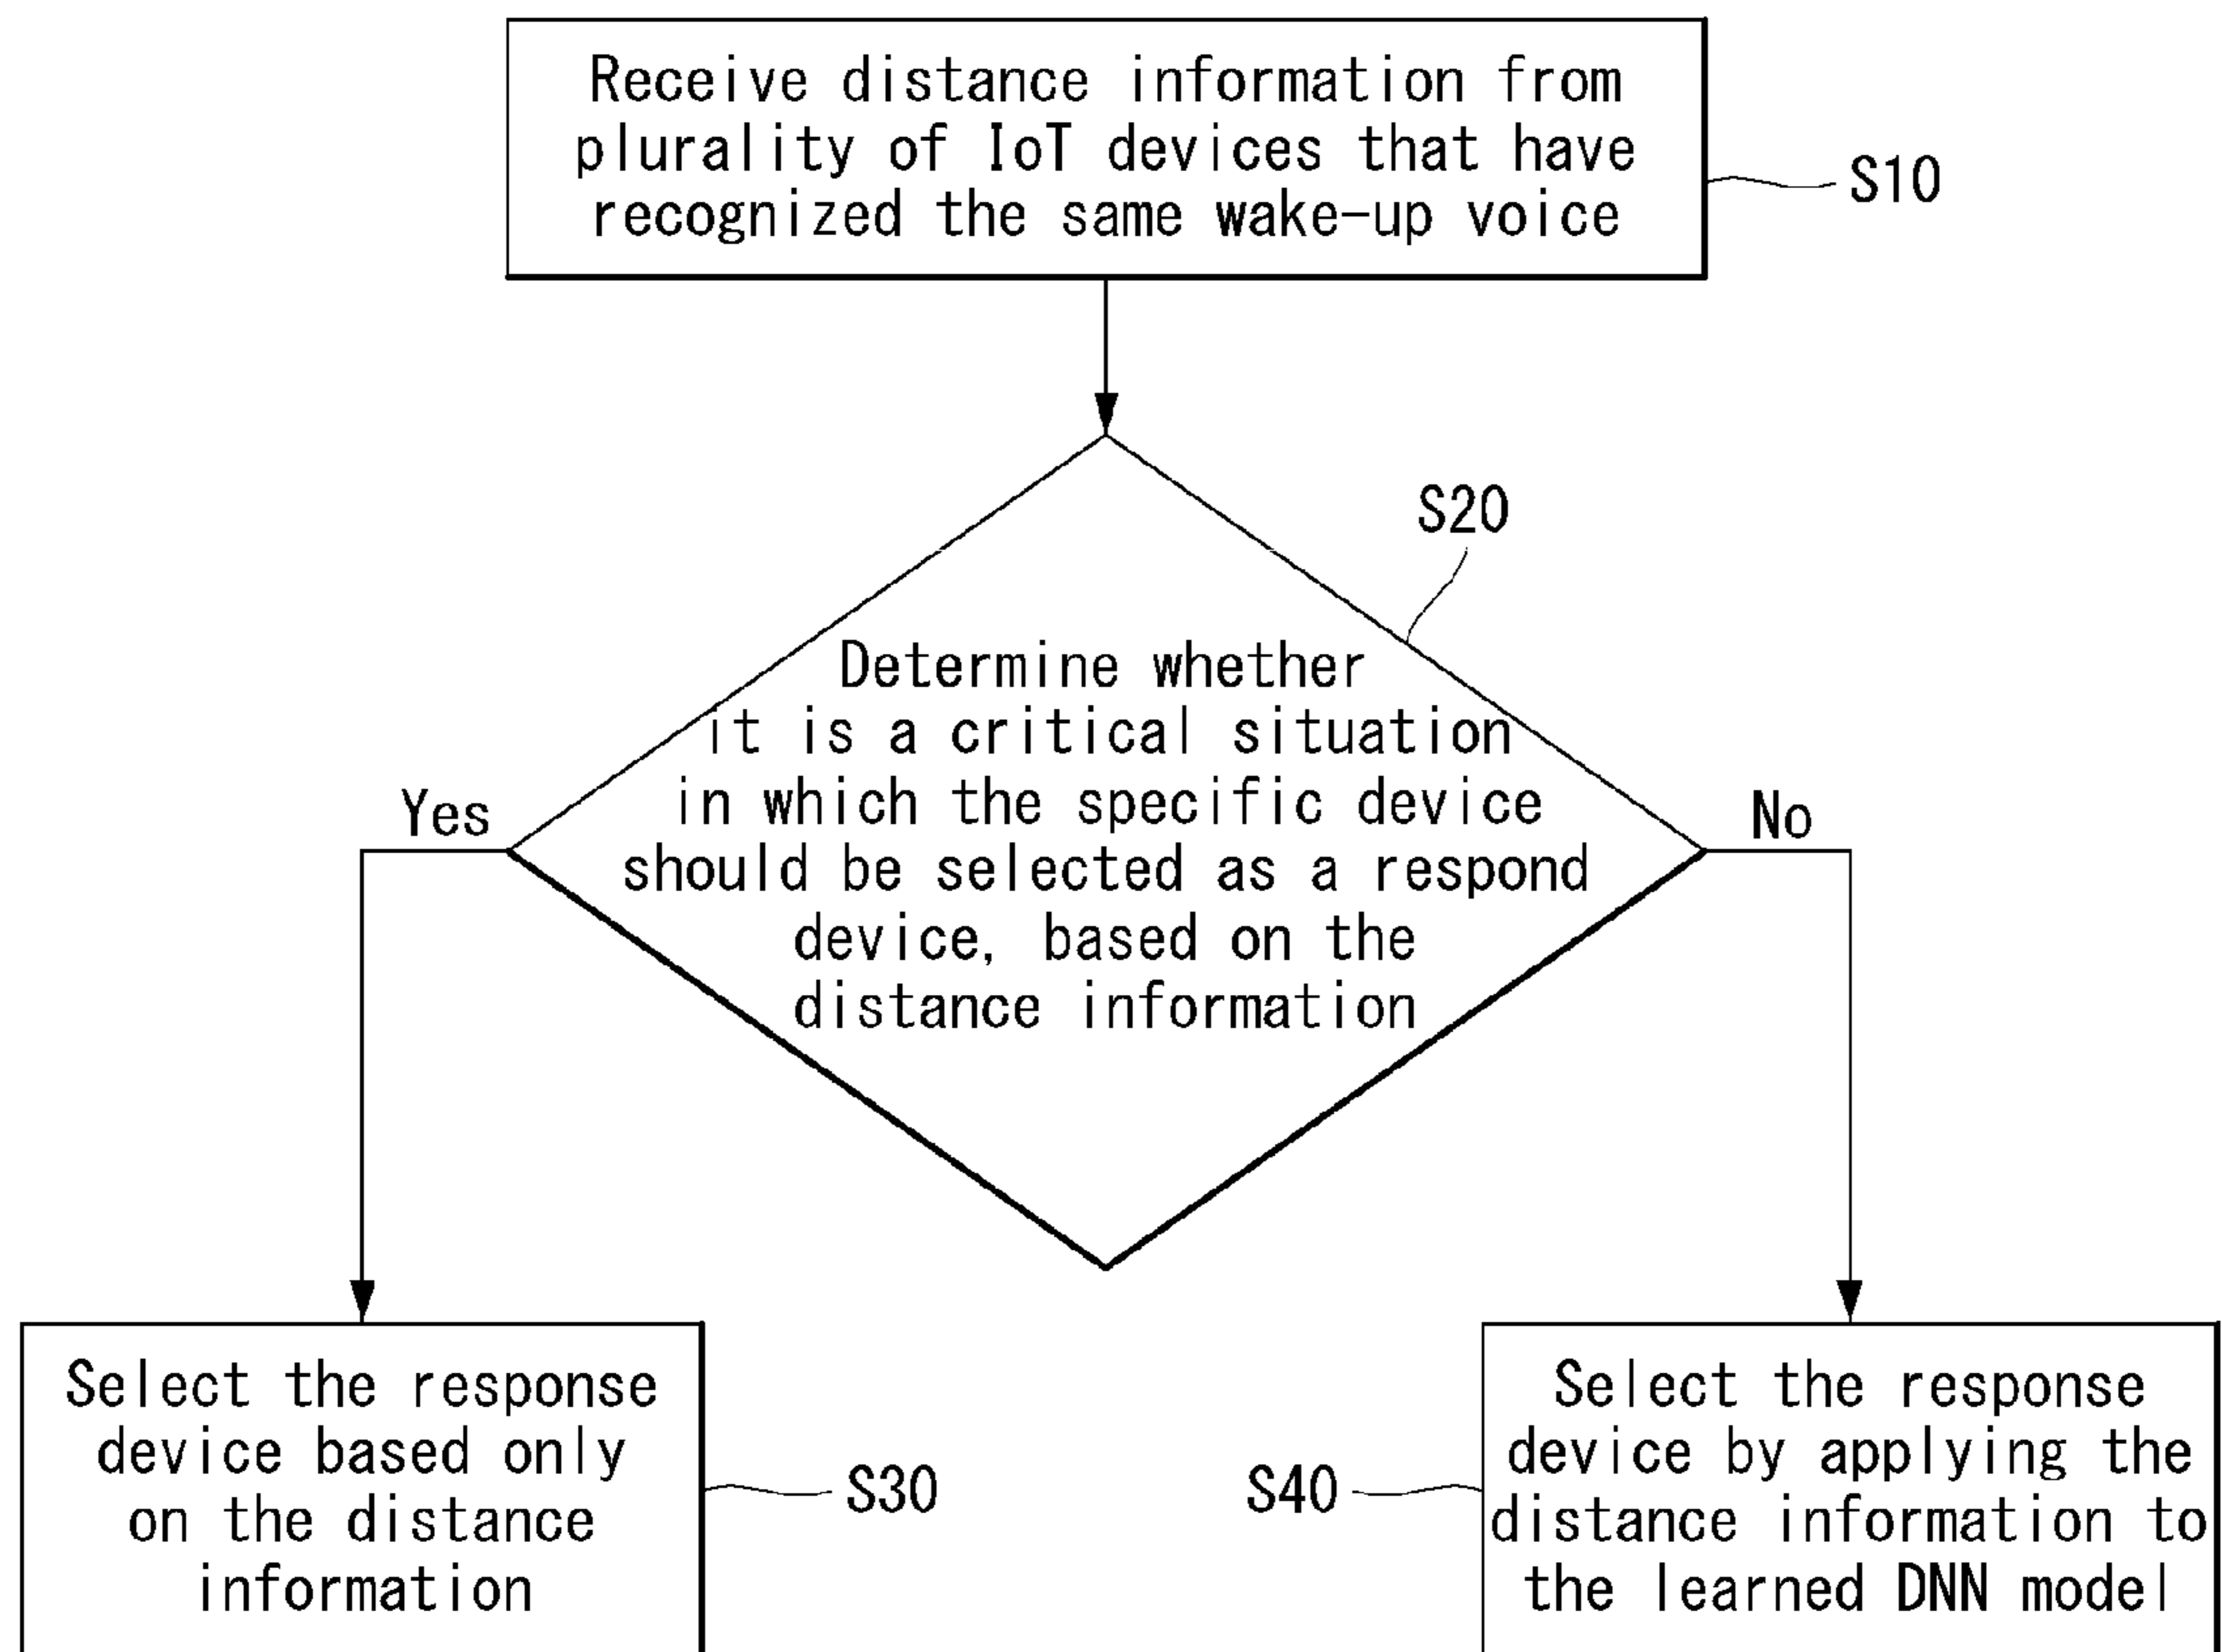 Receive distance information from
plurality of IoT devices that have
recognized the same wake-up voice
S10
S20
Determine whether
it is a critical situation
in which the specific device
should be selected as a respond
device, based on the
distance information
Yes
No
Select the response
device based only
on the distance
information
S30
S40
Select the response
device by applying the
distance information to
the learned DNN model